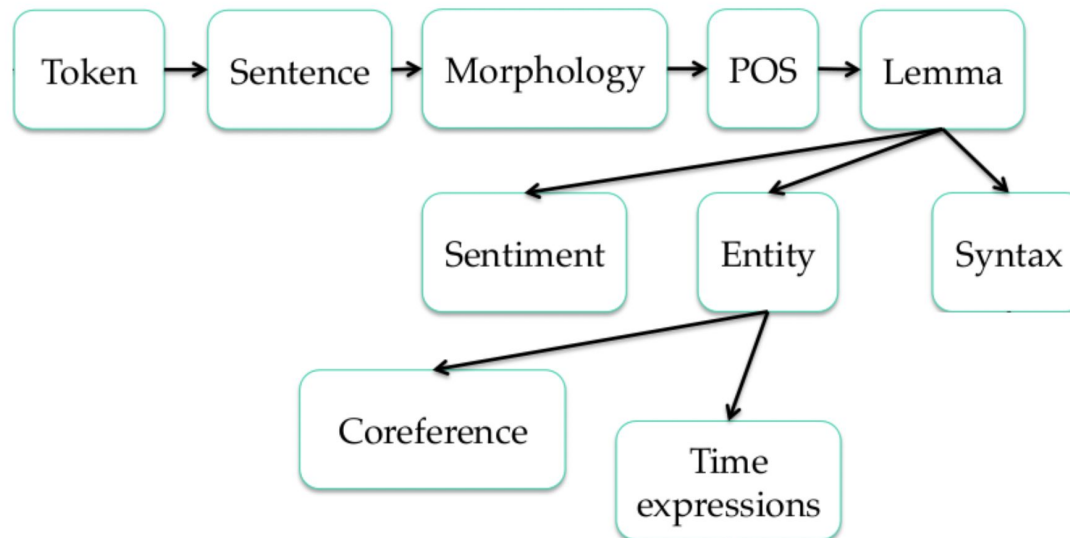 Token
Sentence
Morphology
POS
Lemma
Sentiment
Entity
Syntax
Coreference
Time
expressions